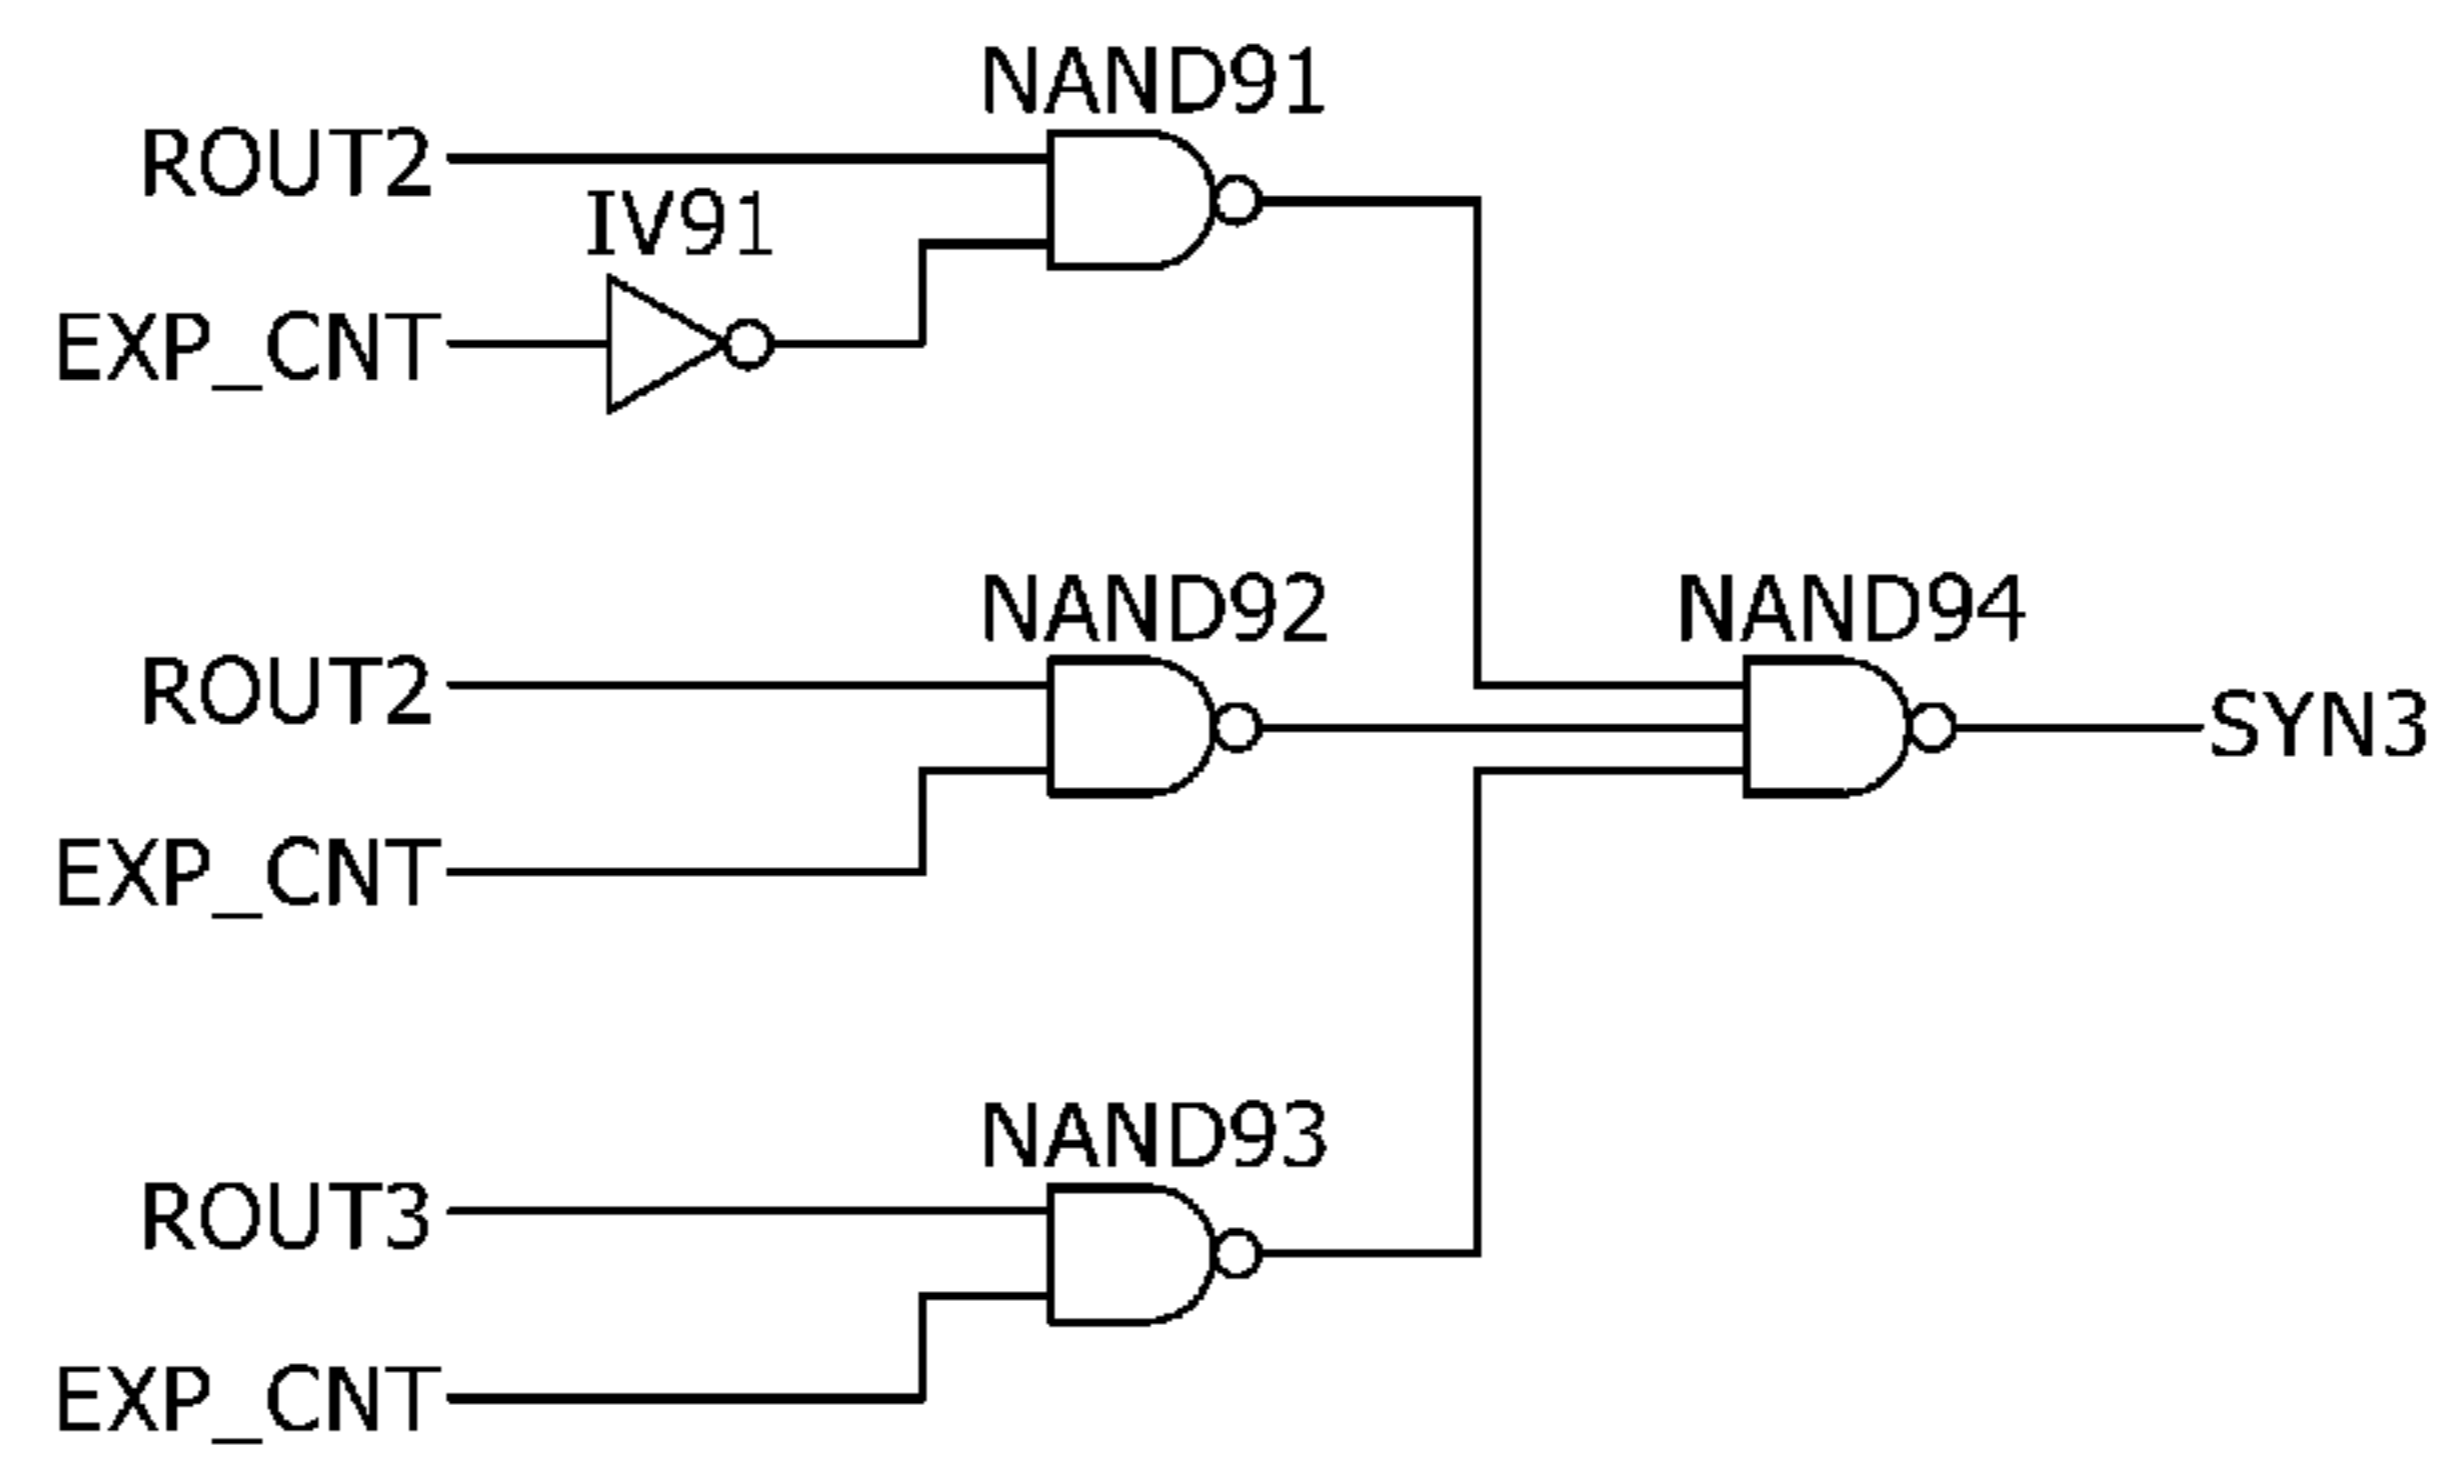 NAND91
ROUT2
IV91
EXP_CNT
NAND92
NAND94
ROUT2
SYN3
EXP_CNT
NAND93
ROUT3
EXP_CNT